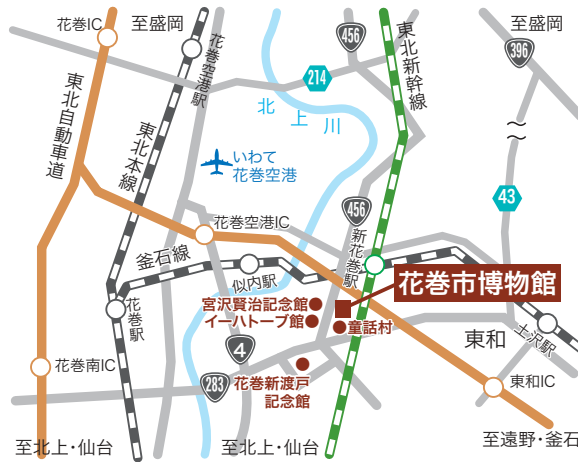 花巻IC
至盛岡
至盛岡
456
396
花巻空港駅
東北新幹線
214
北上川
東北自動車道
東北本線
いわて
花巻空港
43
456
花巻空港IC
新花巻駅
釜石線
似内駅
花巻市博物館
宮沢賢治記念館
イーハトーブ館
童話村
花巻駅
東和
土沢駅
4
花巻南IC
283
花巻新渡戸
記念館
東和IC
至北上・仙台
至北上・仙台
至遠野・釜石